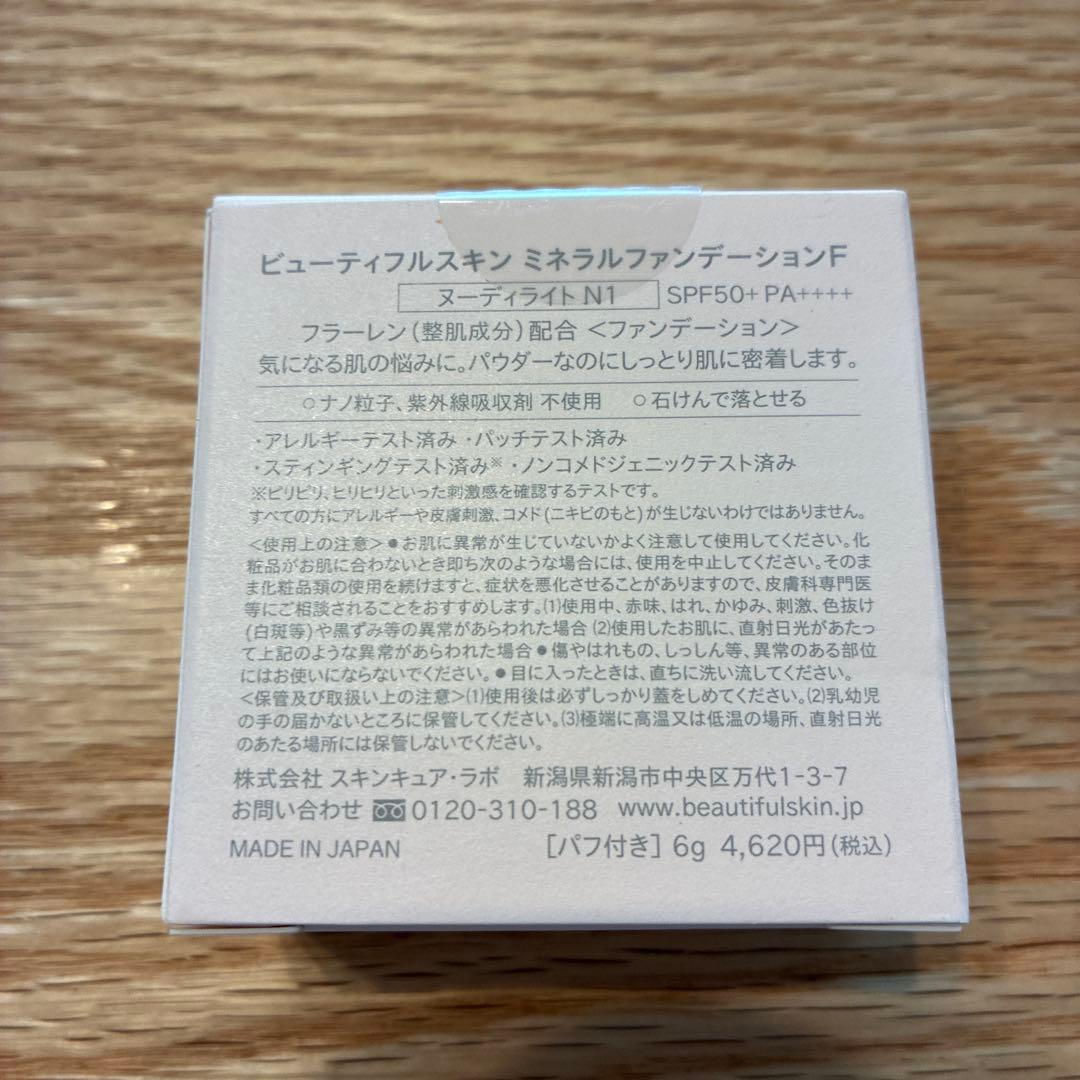 ビューティフルスキン ミネラルファンデーションF
ヌーディライト N1 SPF50+ PA++++
フラーレン(整肌成分)配合 <ファンデーション>
気になる肌の悩みに。パウダーなのにしっとり肌に密着します。
○ナノ粒子、紫外線吸収剤 不使用 ○石けんで落とせる
・アレルギーテスト済み ・パッチテスト済み
・スティンギングテスト済み※ ・ノンコメドジェニックテスト済み
※ピリピリ、ヒリヒリといった刺激感を確認するテストです。
すべての方にアレルギーや皮膚刺激、コメド(ニキビのもと)が生じないわけではありません。
<使用上の注意>●お肌に異常が生じていないかよく注意して使用してください。化
粧品がお肌に合わないとき即ち次のような場合には、使用を中止してください。そのま
ま化粧品類の使用を続けますと、症状を悪化させることがありますので、皮膚科専門医
等にご相談されることをおすすめします。(1)使用中、赤味、はれ、かゆみ、刺激、色抜け
(白斑等)や黒ずみ等の異常があらわれた場合(2)使用したお肌に、直射日光があたっ
て上記のような異常があらわれた場合●傷やはれもの、しっしん等、異常のある部位
にはお使いにならないでください。●目に入ったときは、直ちに洗い流してください。
<保管及び取扱い上の注意>(1)使用後は必ずしっかり蓋をしめてください。(2)乳幼児
の手の届かないところに保管してください。(3)極端に高温又は低温の場所、直射日光
のあたる場所には保管しないでください。
株式会社 スキンキュア・ラボ 新潟県新潟市中央区万代1-3-7
お問い合わせ 0120-310-188 www.beautifulskin.jp
MADE IN JAPAN [パフ付き] 6g 4,620円(税込)